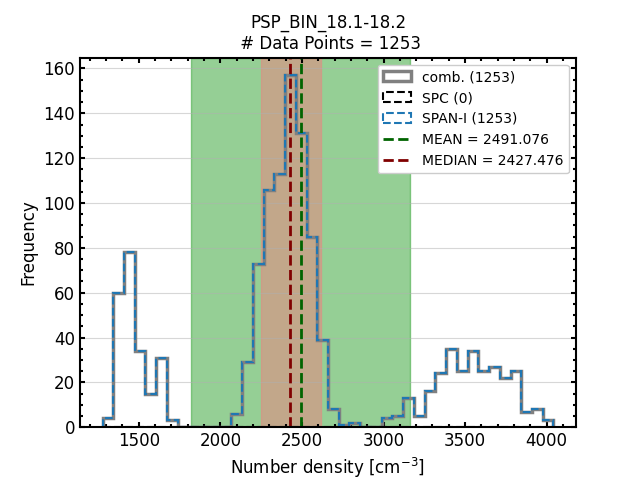 PSP_BIN_18.1-18.2
# Data Points = 1253
160
140
120
100
80
60
40
20
0
Frequency
comb. (1253)
SPC (0)
SPAN-I (1253)
MEAN = 2491.076
MEDIAN = 2427.476
1500 2000 2500 3000 3500 4000
Number density [cm⁻³]